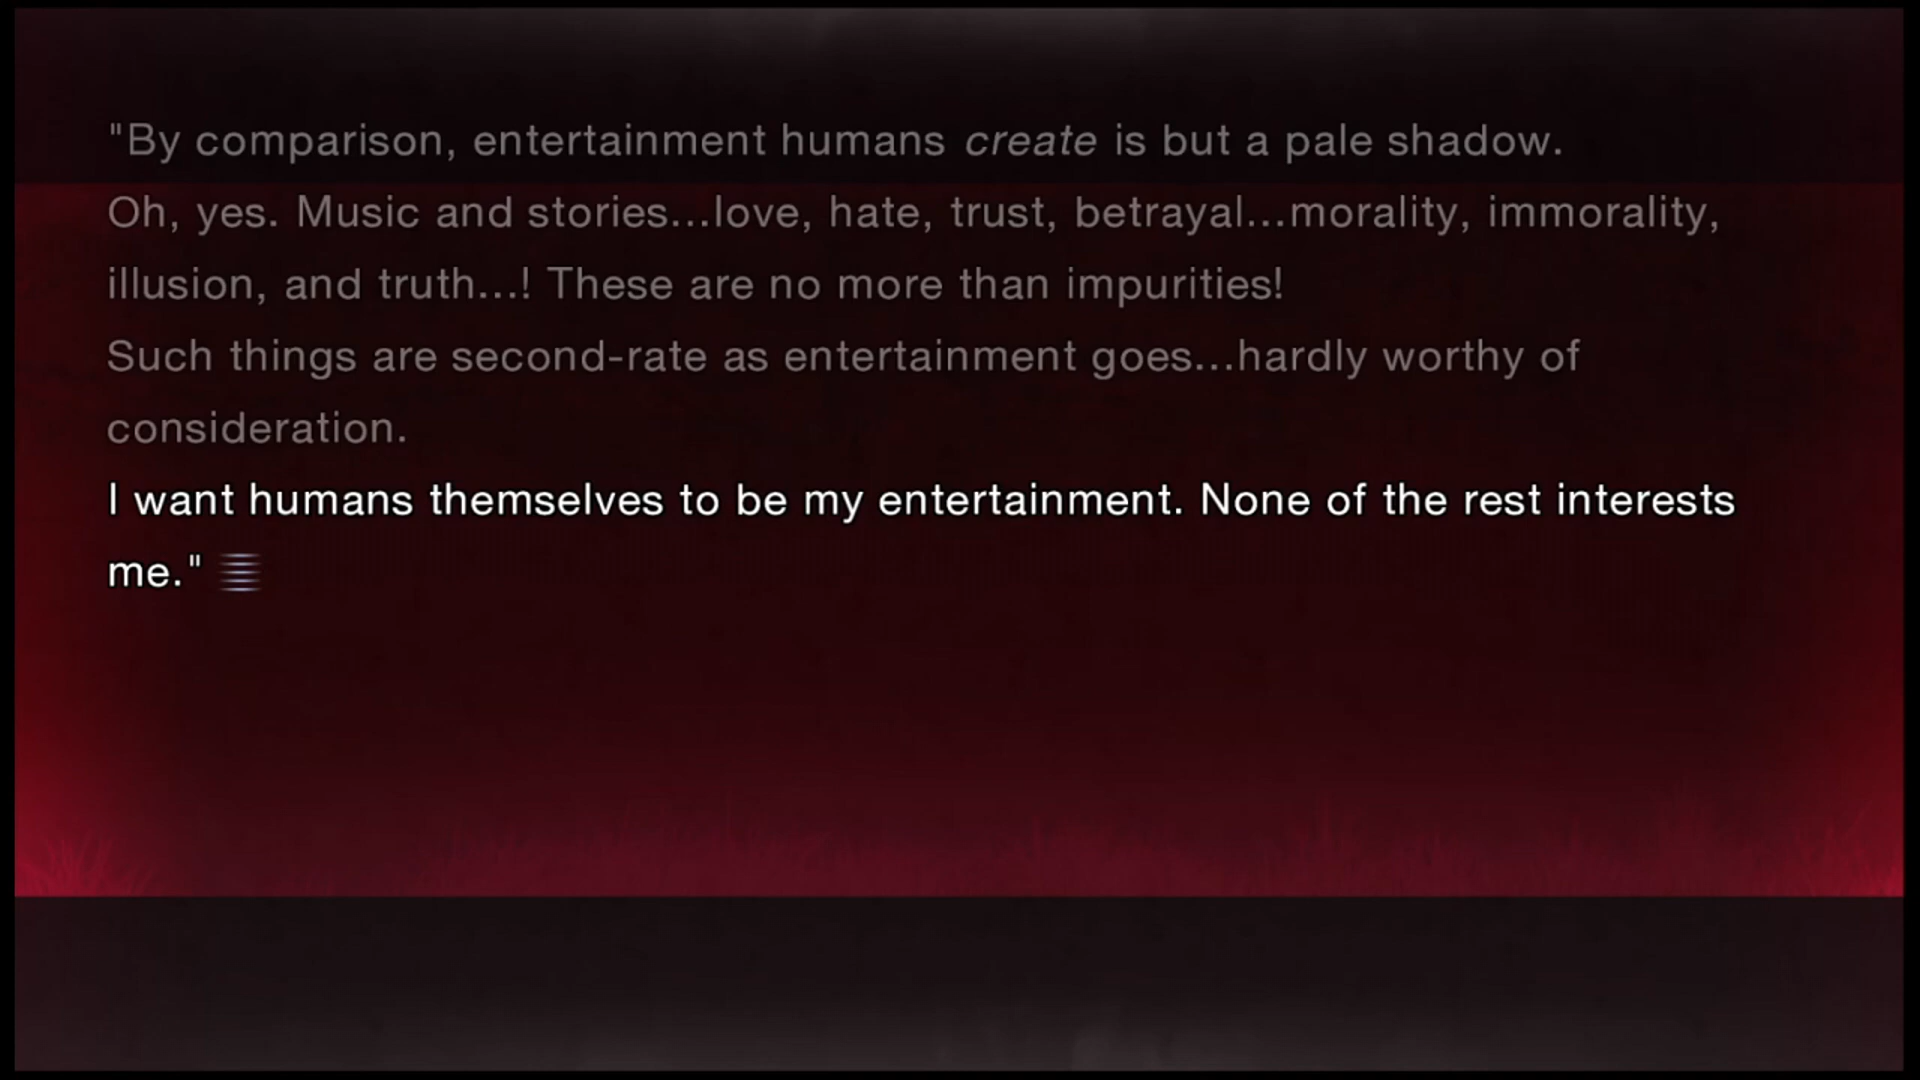 "By comparison, entertainment humans create is but a pale shadow.
Oh, yes. Music and stories...love, hate, trust, betrayal...morality, immorality,
illusion, and truth...! These are no more than impurities!
Such things are second-rate as entertainment goes...hardly worthy of
consideration.
I want humans themselves to be my entertainment. None of the rest interests
me."